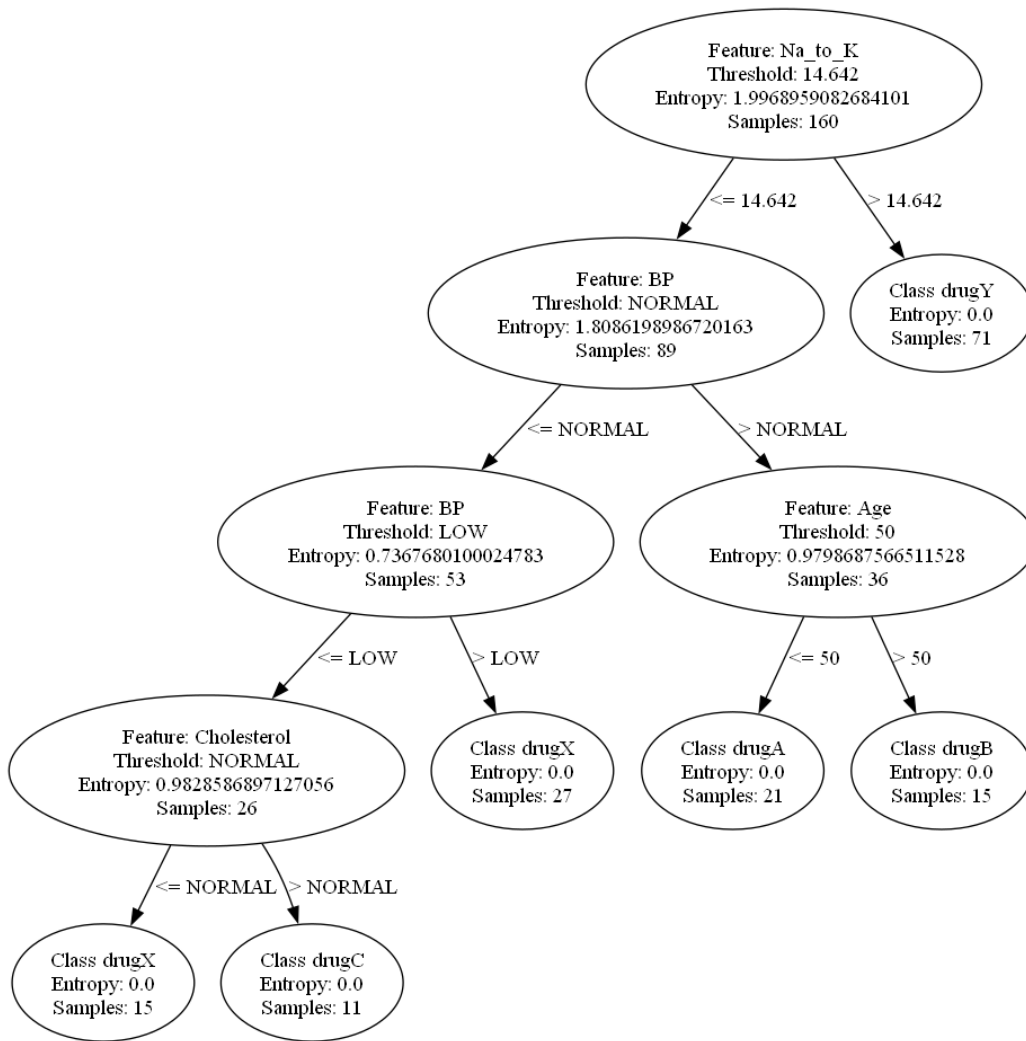 Feature: Na_to_K
Threshold: 14.642
Entropy: 1.9968959082684101
Samples: 160
<= 14.642
> 14.642
Feature: BP
Threshold: NORMAL
Entropy: 1.8086198986720163
Samples: 89
Class drugY
Entropy: 0.0
Samples: 71
<= NORMAL
> NORMAL
Feature: BP
Threshold: LOW
Entropy: 0.7367680100024783
Samples: 53
Feature: Age
Threshold: 50
Entropy: 0.9798687566511528
Samples: 36
<= LOW
> LOW
<= 50
> 50
Feature: Cholesterol
Threshold: NORMAL
Entropy: 0.9828586897127056
Samples: 26
Class drugX
Entropy: 0.0
Samples: 27
Class drugA
Entropy: 0.0
Samples: 21
Class drugB
Entropy: 0.0
Samples: 15
<= NORMAL
> NORMAL
Class drugX
Entropy: 0.0
Samples: 15
Class drugC
Entropy: 0.0
Samples: 11